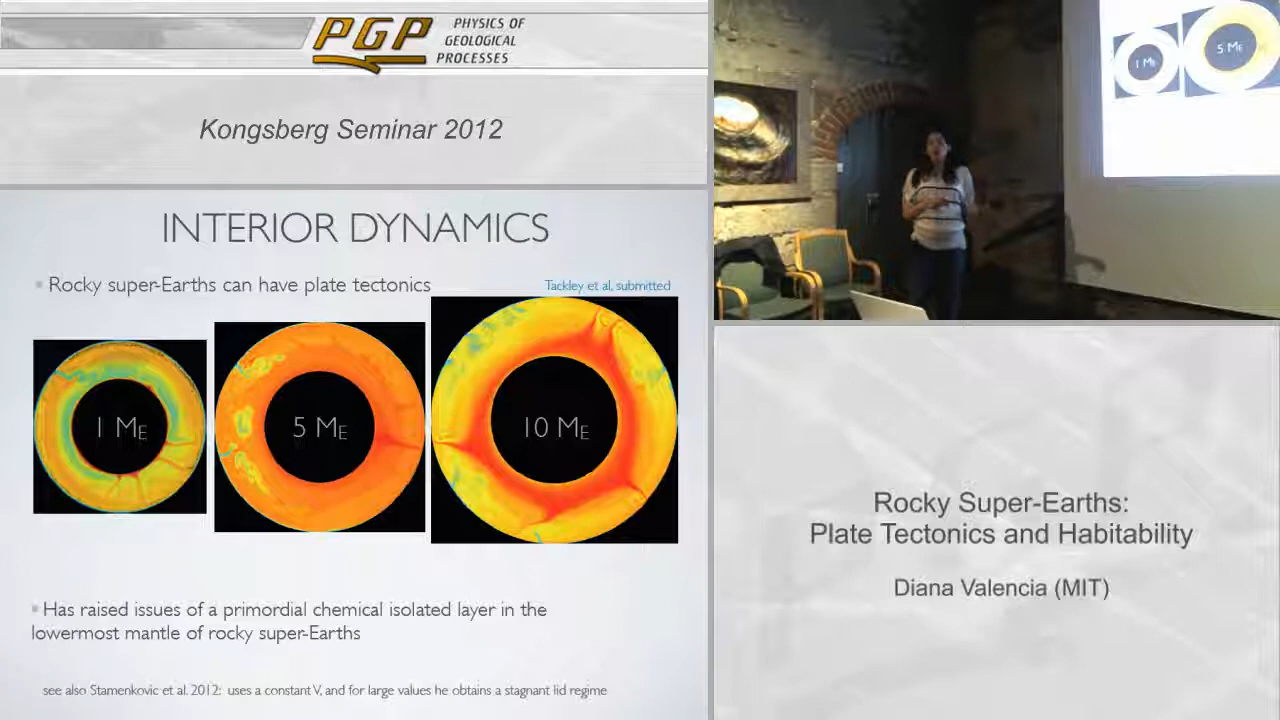 PGP PHYSICS OF
GEOLOGICAL
PROCESSES
Kongsberg Seminar 2012
INTERIOR DYNAMICS
Rocky super-Earths can have plate tectonics
Tackley et al, submitted
1 ME
5 ME
10 ME
Has raised issues of a primordial chemical isolated layer in the
lowermost mantle of rocky super-Earths
see also Stamenkovic et al. 2012: uses a constant V, and for large values he obtains a stagnant lid regime
1 ME
5 ME
Rocky Super-Earths:
Plate Tectonics and Habitability
Diana Valencia (MIT)